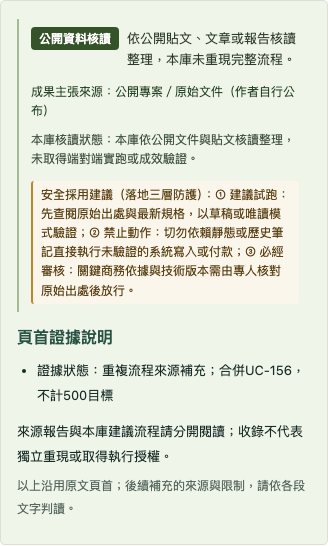 公開資料核讀
依公開貼文、文章或報告核讀
整理，本庫未重現完整流程。
成果主張來源：公開專案 / 原始文件（作者自行公
布）
本庫核讀狀態：本庫依公開文件與貼文核讀整理，
未取得端對端實跑或成效驗證。
安全採用建議（落地三層防護）：① 建議試跑：
先查閱原始出處與最新規格，以草稿或唯讀模
式驗證；② 禁止動作：切勿依賴靜態或歷史筆
記直接執行未驗證的系統寫入或付款；③ 必經
審核：關鍵商務依據與技術版本需由專人核對
原始出處後放行。
頁首證據說明
• 證據狀態：重複流程來源補充；合併UC-156，
不計500目標
來源報告與本庫建議流程請分開閱讀；收錄不代表
獨立重現或取得執行授權。
以上沿用原文頁首；後續補充的來源與限制，請依各段
文字判讀。